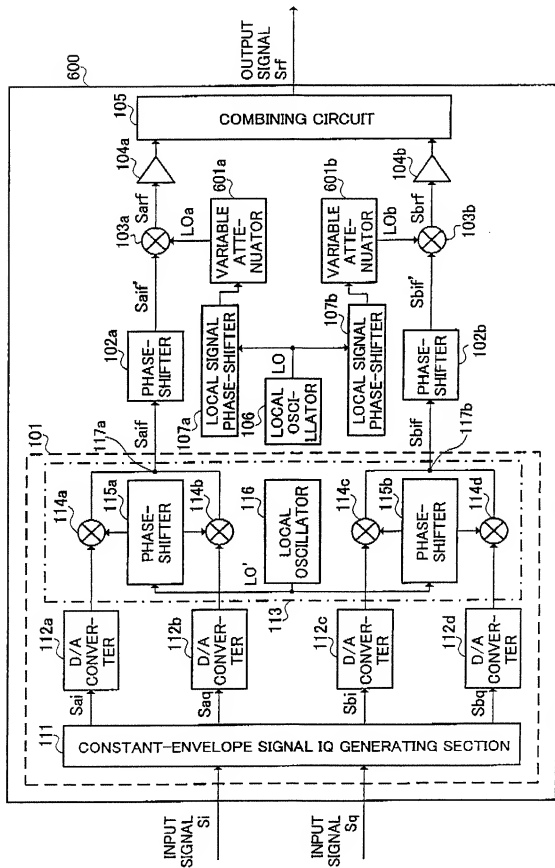 600
OUTPUT
SIGNAL
Srf
105
COMBINING CIRCUIT
104a
104b
Sarf
Sbrf
103a
103b
LOa
LOb
601a
VARIABLE
ATTE-
NUATOR
601b
VARIABLE
ATTE-
NUATOR
Saif'
Sbif'
102a
PHASE-
SHIFTER
102b
PHASE-
SHIFTER
107a
LOCAL SIGNAL
PHASE-SHIFTER
107b
LOCAL SIGNAL
PHASE-SHIFTER
LO
106
LOCAL
OSCI-
LLATOR
Saif
Sbif
117a
117b
101
114a
115a
PHASE-
SHIFTER
114b
116
LOCAL
OSCILLATOR
LO'
114c
115b
PHASE-
SHIFTER
114d
113
112a
D/A
CONVER-
TER
112b
D/A
CONVER-
TER
112c
D/A
CONVER-
TER
112d
D/A
CONVER-
TER
Sai
Saq
Sbi
Sbq
111
CONSTANT-ENVELOPE SIGNAL IQ GENERATING SECTION
INPUT
SIGNAL
Si
INPUT
SIGNAL
Sq